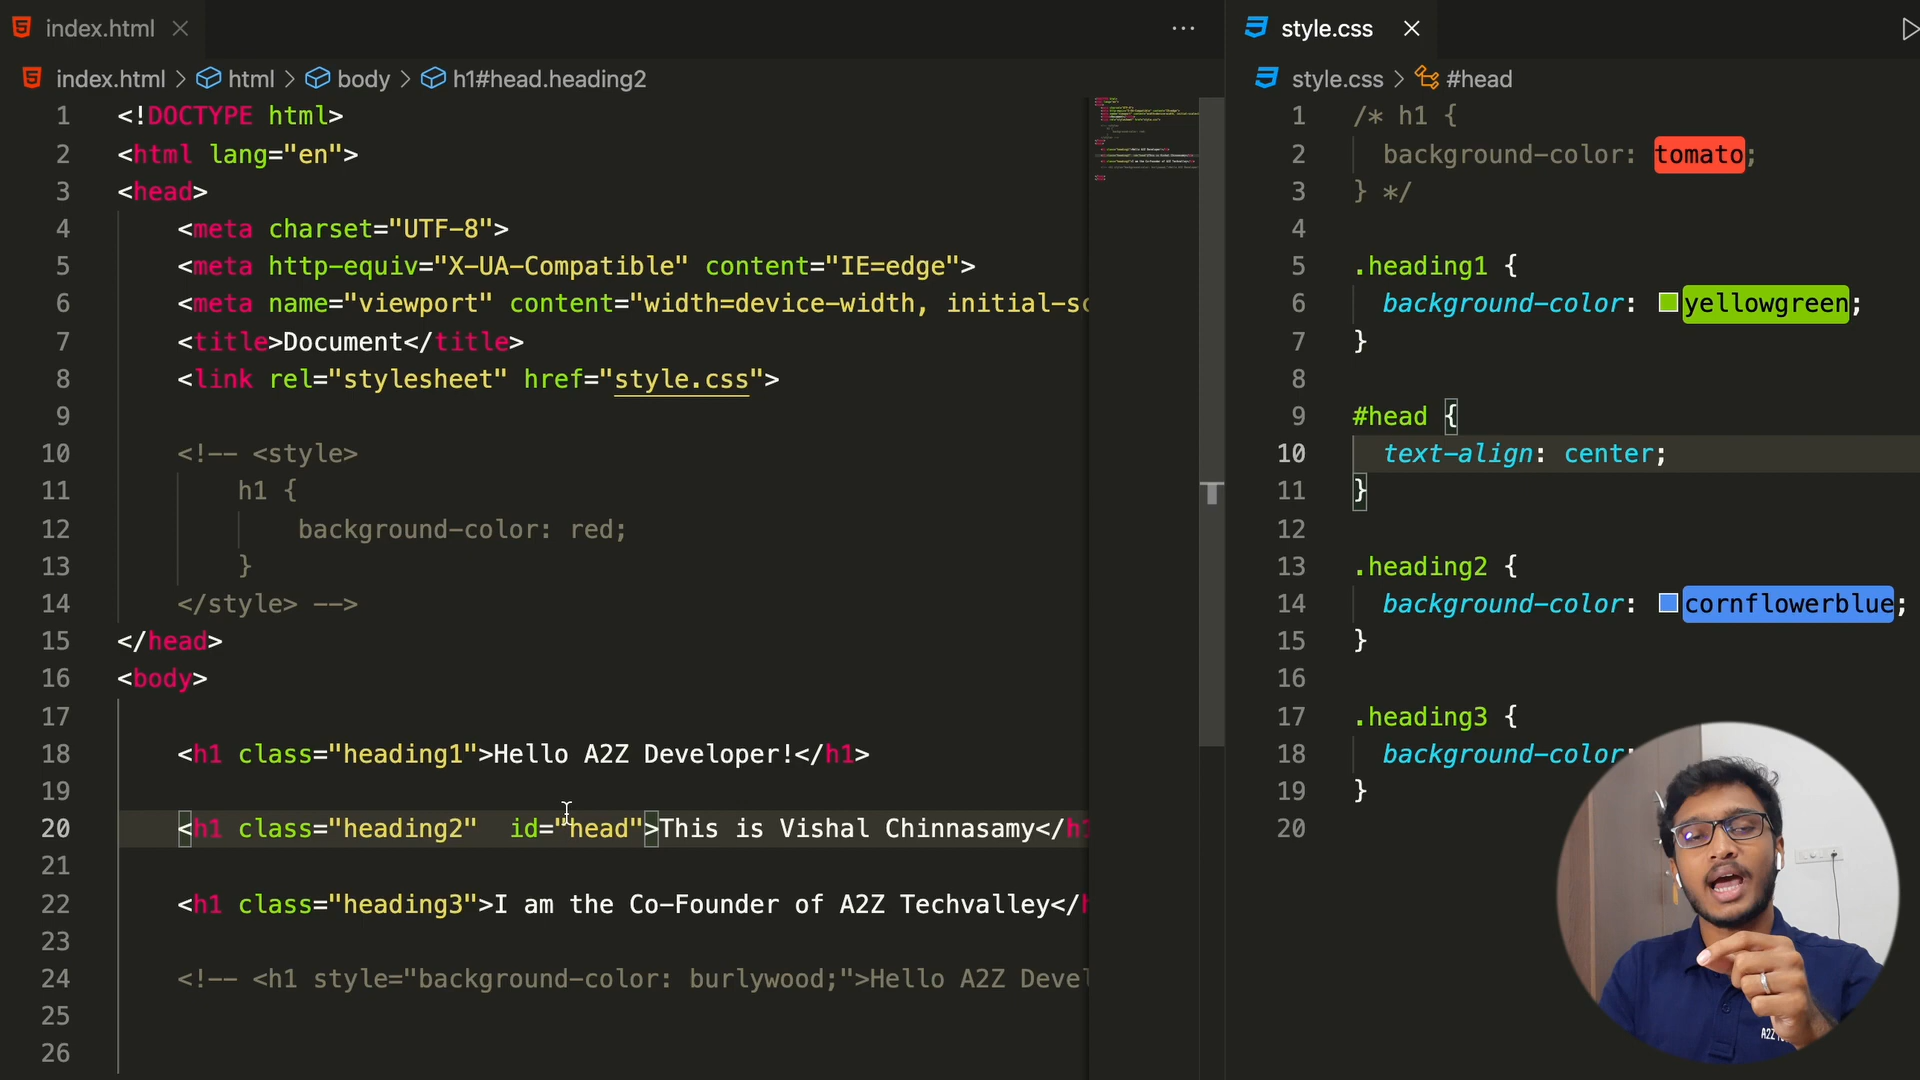 index.html
style.css
index.html > html > body > h1#head.heading2
style.css > #head
1 <!DOCTYPE html>
2 <html lang="en">
3 <head>
4 <meta charset="UTF-8">
5 <meta http-equiv="X-UA-Compatible" content="IE=edge">
6 <meta name="viewport" content="width=device-width, initial-sc
7 <title>Document</title>
8 <link rel="stylesheet" href="style.css">
9
10 <!-- <style>
11 h1 {
12 background-color: red;
13 }
14 </style> -->
15 </head>
16 <body>
17
18 <h1 class="heading1">Hello A2Z Developer!</h1>
19
20 <h1 class="heading2"  id="head">This is Vishal Chinnasamy</h1
21
22 <h1 class="heading3">I am the Co-Founder of A2Z Techvalley</h
23
24 <!-- <h1 style="background-color: burlywood;">Hello A2Z Devel
25
26
1 /* h1 {
2 background-color: tomato;
3 } */
4
5 .heading1 {
6 background-color: yellowgreen;
7 }
8
9 #head {
10 text-align: center;
11 }
12
13 .heading2 {
14 background-color: cornflowerblue;
15 }
16
17 .heading3 {
18 background-color:
19 }
20
A2Z